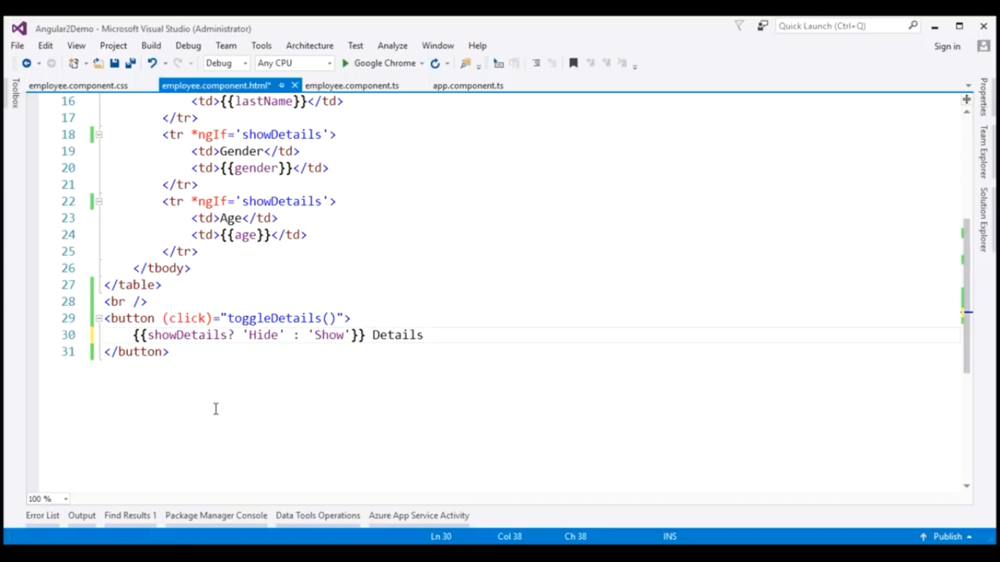 Angular2Demo - Microsoft Visual Studio (Administrator)
Quick Launch (Ctrl+Q)
File Edit View Project Build Debug Team Tools Architecture Test Analyze Window Help
Sign in
Debug Any CPU Google Chrome
employee.component.css employee.component.html* employee.component.ts app.component.ts
Toolbox
Properties
Team Explorer
Solution Explorer
16 <td>{{lastName}}</td>
17 </tr>
18 <tr *ngIf='showDetails'>
19 <td>Gender</td>
20 <td>{{gender}}</td>
21 </tr>
22 <tr *ngIf='showDetails'>
23 <td>Age</td>
24 <td>{{age}}</td>
25 </tr>
26 </tbody>
27 </table>
28 <br />
29 <button (click)="toggleDetails()">
30 {{showDetails? 'Hide' : 'Show'}} Details
31 </button>
100 %
Error List Output Find Results 1 Package Manager Console Data Tools Operations Azure App Service Activity
Ln 30 Col 38 Ch 38 INS Publish